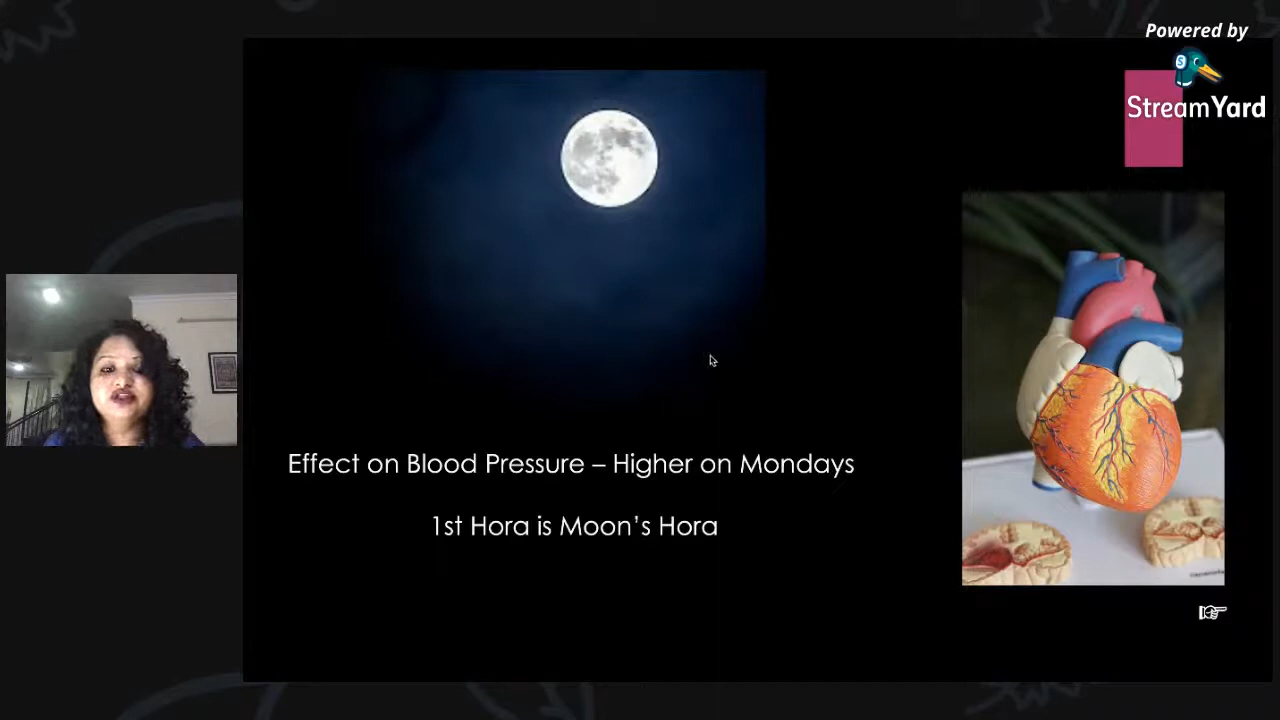 Powered by
StreamYard
Effect on Blood Pressure – Higher on Mondays
1st Hora is Moon's Hora